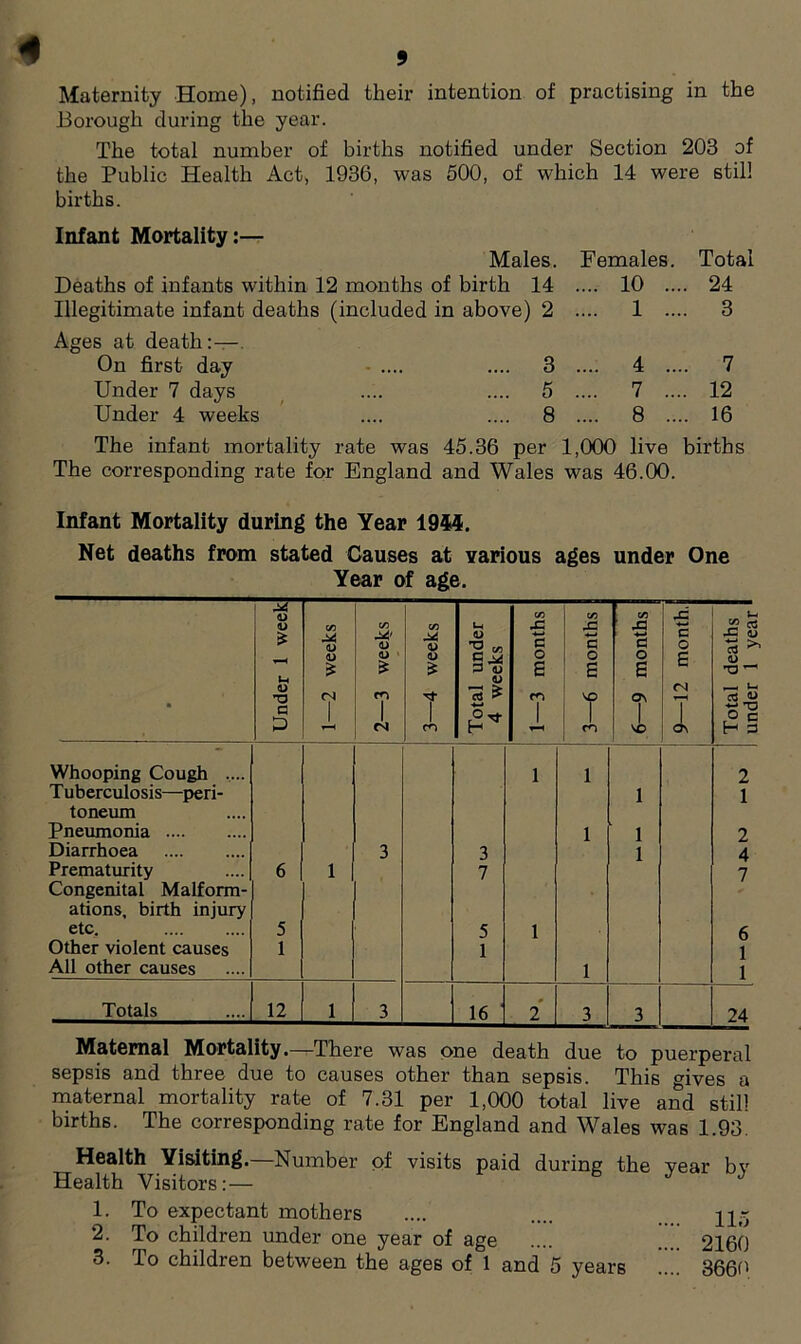 9
Maternity Home), notified their intention of practising in the
Borough during the year.
The total number of births notified under Section 203 of
the Public Health Act, 1936, was 500, of which 14 were still
births.
Infant Mortality:—
Males. Females. Total
Deaths of infants within 12 months of birth 14 .... 10 .... 24
Illegitimate infant deaths (included in above) 2 .... 1 .... 3
Ages at death:—
On first day .... .... 3 .... 4 .... 7
Under 7 days .... .... 5 .... 7 .... 12
Under 4 weeks .... .... 8 .... 8 .... 16
The infant mortality rate was 45.36 per 1,000 live births
The corresponding rate for England and Wales was 46.00.
Infant Mortality during the Year 1944.
Net deaths from stated Causes at various ages under One
Year of age.
Under 1 week
1—2 weeks
2—3 weeks
3—4 weeks
Total under
4 weeks
1—3 months
3—6 months
6—9 months
9—12 month.
Total deaths
under 1 year
Whooping Cough .... 1 1 2
Tuberculosis—peri- 1 1
toneum ....
Pneumonia .... .... 1 1 2
Diarrhoea .... .... 3 3 1 4
Prematurity .... 6 1 7 7
Congenital Malform-
ations, birth injury
etc. .... .... 5 5 1 6
Other violent causes 1 1 1
All other causes .... 1 1
Totals .... 12 1 3 16 2 3 3 24
Maternal Mortality.—There was one death due to puerperal
sepsis and three due to causes other than sepsis. This gives a
maternal mortality rate of 7.31 per 1,000 total live and still
births. The corresponding rate for England and Wales was 1.93.
Health Visiting.—Number of visits paid during the year by
Health Visitors:—
1. To expectant mothers .... .... .... 115
2. To children under one year of age .... .... 2160
3. To children between the ages of 1 and 5 years .... 3660